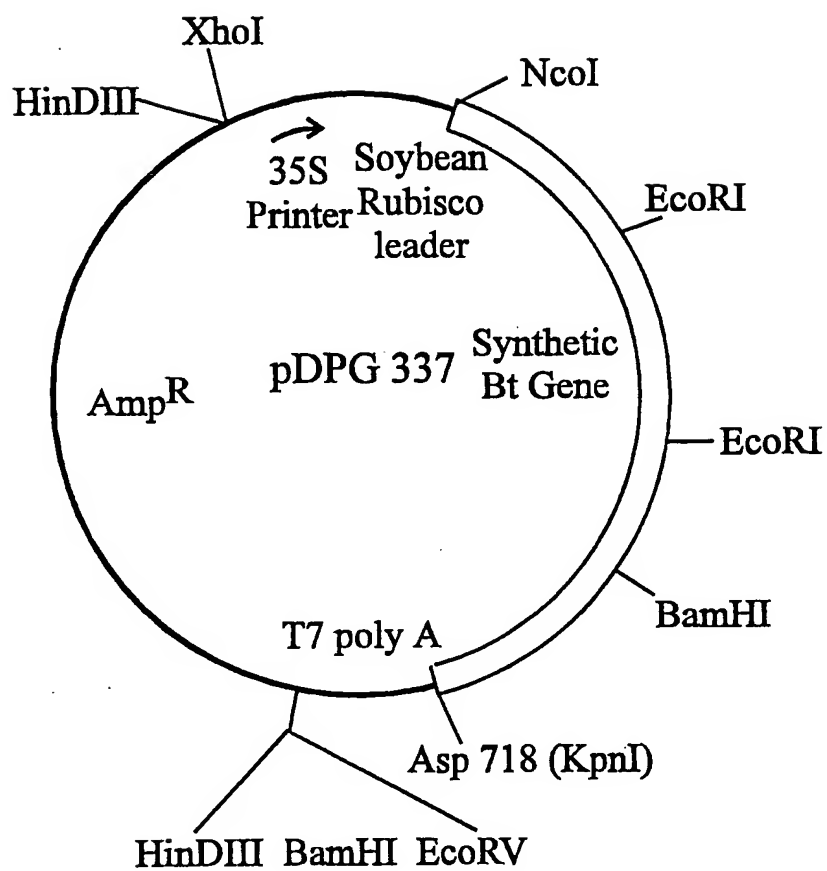 XhoI
HinDIII
NcoI
35S
Printer
Soybean
Rubisco
leader
EcoRI
pDPG 337
Synthetic
Bt Gene
Amp^R
EcoRI
BamHI
T7 poly A
Asp 718 (KpnI)
HinDIII BamHI EcoRV